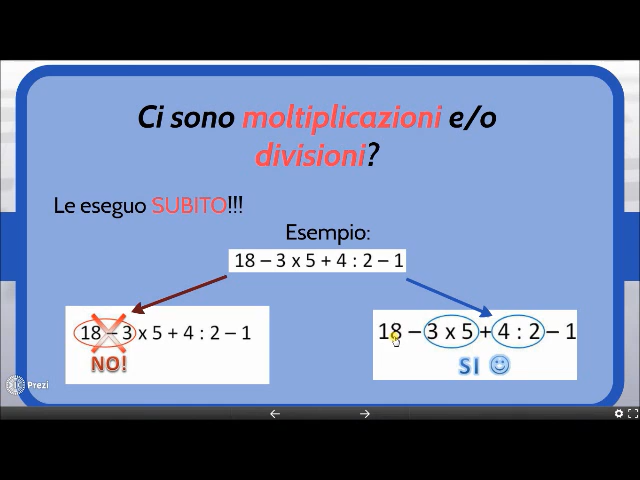 Ci sono moltiplicazioni e/o
divisioni?
Le eseguo SUBITO!!!
Esempio:
18 – 3 x 5 + 4 : 2 – 1
18 – 3 x 5 + 4 : 2 – 1
NO!
18 – 3 x 5 + 4 : 2 – 1
SI
Prezi